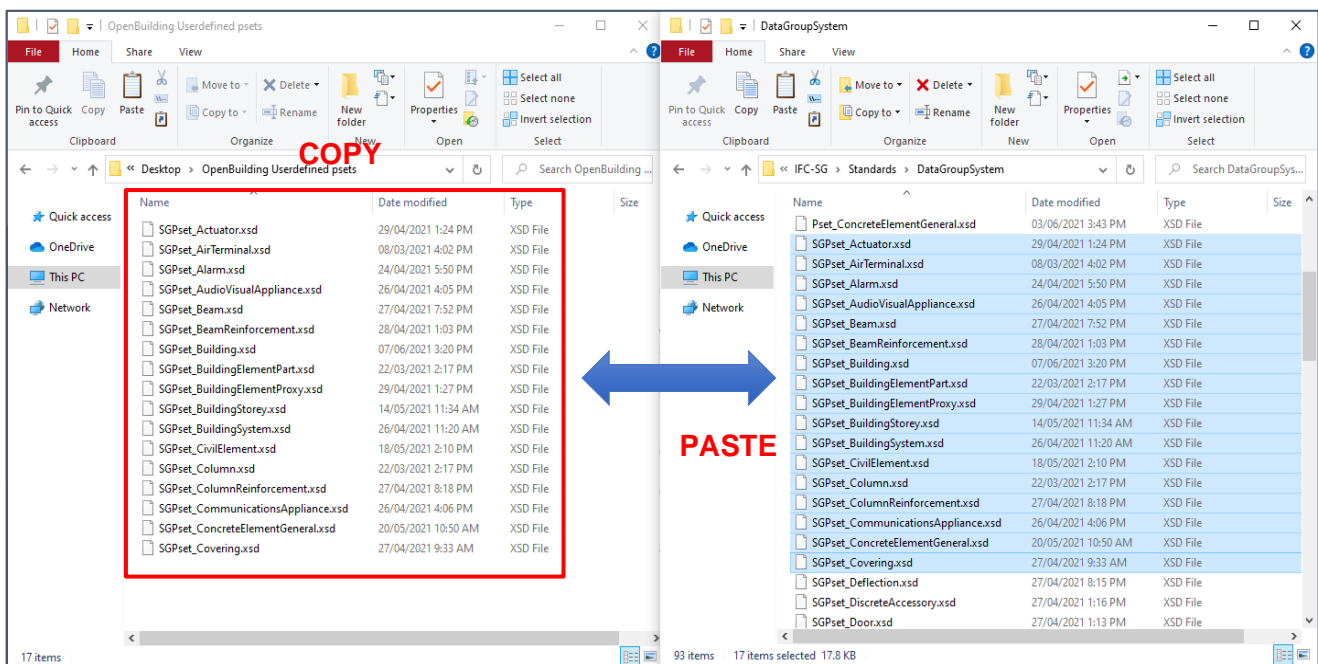 OpenBuilding Userdefined psets
File Home Share View
Pin to Quick access
Copy
Paste
Move to
Copy to
Delete
Rename
New folder
Properties
Select all
Select none
Invert selection
Clipboard Organize New Open Select
COPY
« Desktop > OpenBuilding Userdefined psets
Search OpenBuilding ...
Quick access
OneDrive
This PC
Network
Name Date modified Type Size
SGPset_Actuator.xsd 29/04/2021 1:24 PM XSD File
SGPset_AirTerminal.xsd 08/03/2021 4:02 PM XSD File
SGPset_Alarm.xsd 24/04/2021 5:50 PM XSD File
SGPset_AudioVisualAppliance.xsd 26/04/2021 4:05 PM XSD File
SGPset_Beam.xsd 27/04/2021 7:52 PM XSD File
SGPset_BeamReinforcement.xsd 28/04/2021 1:03 PM XSD File
SGPset_Building.xsd 07/06/2021 3:20 PM XSD File
SGPset_BuildingElementPart.xsd 22/03/2021 2:17 PM XSD File
SGPset_BuildingElementProxy.xsd 29/04/2021 1:27 PM XSD File
SGPset_BuildingStorey.xsd 14/05/2021 11:34 AM XSD File
SGPset_BuildingSystem.xsd 26/04/2021 11:20 AM XSD File
SGPset_CivilElement.xsd 18/05/2021 2:10 PM XSD File
SGPset_Column.xsd 22/03/2021 2:17 PM XSD File
SGPset_ColumnReinforcement.xsd 27/04/2021 8:18 PM XSD File
SGPset_CommunicationsAppliance.xsd 26/04/2021 4:06 PM XSD File
SGPset_ConcreteElementGeneral.xsd 20/05/2021 10:50 AM XSD File
SGPset_Covering.xsd 27/04/2021 9:33 AM XSD File
17 items
PASTE
DataGroupSystem
File Home Share View
Pin to Quick access
Copy
Paste
Move to
Copy to
Delete
Rename
New folder
Properties
Select all
Select none
Invert selection
Clipboard Organize New Open Select
« IFC-SG > Standards > DataGroupSystem
Search DataGroupSys...
Quick access
OneDrive
This PC
Network
Name Date modified Type Size
Pset_ConcreteElementGeneral.xsd 03/06/2021 3:43 PM XSD File
SGPset_Actuator.xsd 29/04/2021 1:24 PM XSD File
SGPset_AirTerminal.xsd 08/03/2021 4:02 PM XSD File
SGPset_Alarm.xsd 24/04/2021 5:50 PM XSD File
SGPset_AudioVisualAppliance.xsd 26/04/2021 4:05 PM XSD File
SGPset_Beam.xsd 27/04/2021 7:52 PM XSD File
SGPset_BeamReinforcement.xsd 28/04/2021 1:03 PM XSD File
SGPset_Building.xsd 07/06/2021 3:20 PM XSD File
SGPset_BuildingElementPart.xsd 22/03/2021 2:17 PM XSD File
SGPset_BuildingElementProxy.xsd 29/04/2021 1:27 PM XSD File
SGPset_BuildingStorey.xsd 14/05/2021 11:34 AM XSD File
SGPset_BuildingSystem.xsd 26/04/2021 11:20 AM XSD File
SGPset_CivilElement.xsd 18/05/2021 2:10 PM XSD File
SGPset_Column.xsd 22/03/2021 2:17 PM XSD File
SGPset_ColumnReinforcement.xsd 27/04/2021 8:18 PM XSD File
SGPset_CommunicationsAppliance.xsd 26/04/2021 4:06 PM XSD File
SGPset_ConcreteElementGeneral.xsd 20/05/2021 10:50 AM XSD File
SGPset_Covering.xsd 27/04/2021 9:33 AM XSD File
SGPset_Deflection.xsd 27/04/2021 8:15 PM XSD File
SGPset_DiscreteAccessory.xsd 27/04/2021 1:16 PM XSD File
SGPset_Door.xsd 27/04/2021 1:13 PM XSD File
93 items 17 items selected 17.8 KB